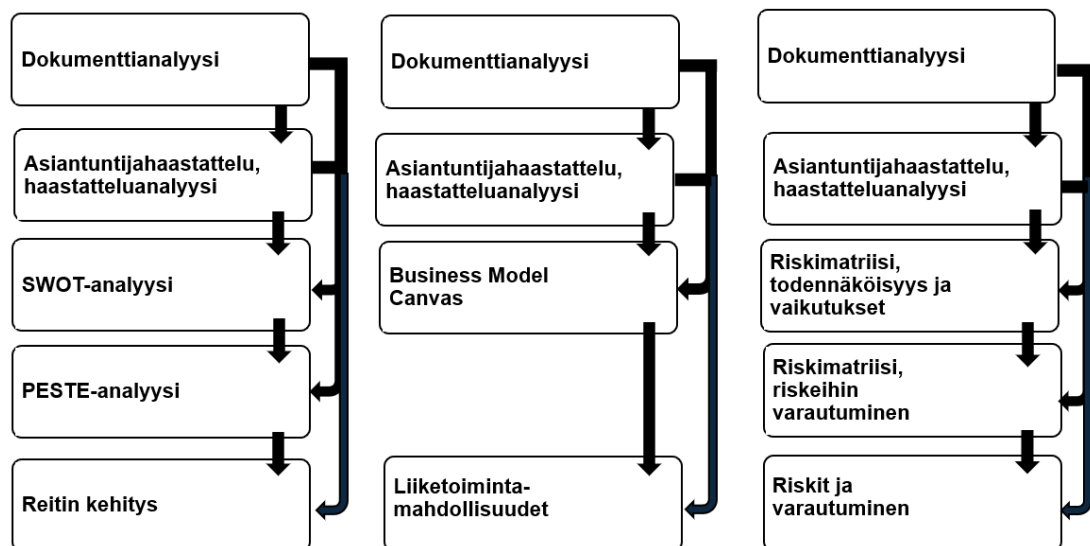 Dokumenttianalyysi
Asiantuntijahaastattelu,
haastatteluanalyysi
SWOT-analyysi
PESTE-analyysi
Reitin kehitys
Dokumenttianalyysi
Asiantuntijahaastattelu,
haastatteluanalyysi
Business Model
Canvas
Liiketoiminta-
mahdollisuudet
Dokumenttianalyysi
Asiantuntijahaastattelu,
haastatteluanalyysi
Riskimatriisi,
todennäköisyys ja
vaikutukset
Riskimatriisi,
riskeihin
varautuminen
Riskit ja
varautuminen